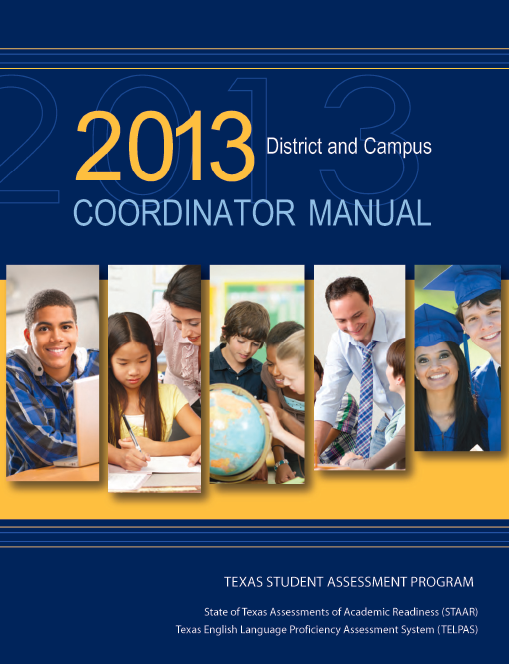 2013
2013 District and Campus
COORDINATOR MANUAL
TEXAS STUDENT ASSESSMENT PROGRAM
State of Texas Assessments of Academic Readiness (STAAR)
Texas English Language Proficiency Assessment System (TELPAS)